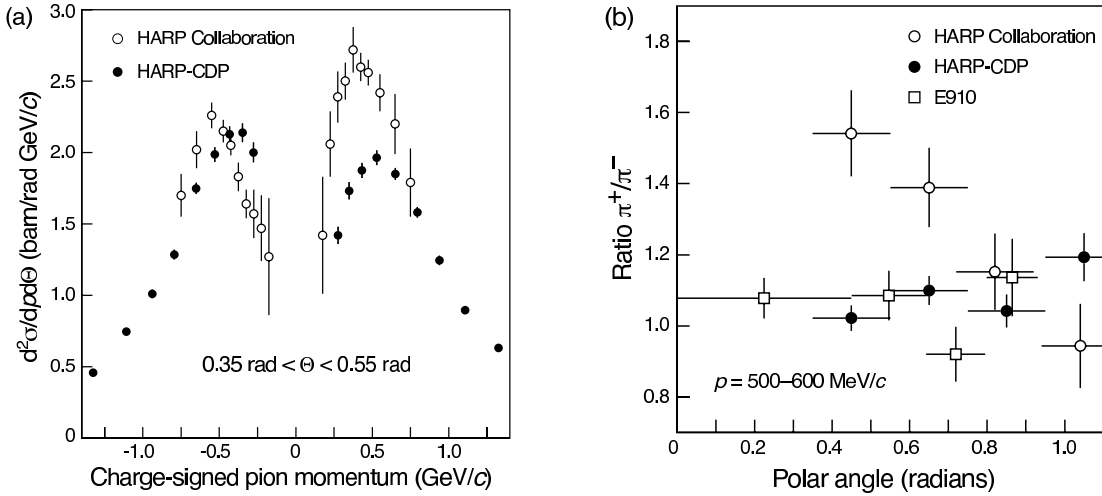 (a)
3.0
2.5
2.0
1.5
1.0
0.5
0
HARP Collaboration
HARP-CDP
0.35 rad < Θ < 0.55 rad
d²σ/dpdΘ (barn/rad GeV/c)
-1.0 -0.5 0 0.5 1.0
Charge-signed pion momentum (GeV/c)
(b)
1.8
1.6
1.4
1.2
1.0
0.8
HARP Collaboration
HARP-CDP
E910
p = 500–600 MeV/c
Ratio π⁺/π⁻
0 0.2 0.4 0.6 0.8 1.0
Polar angle (radians)